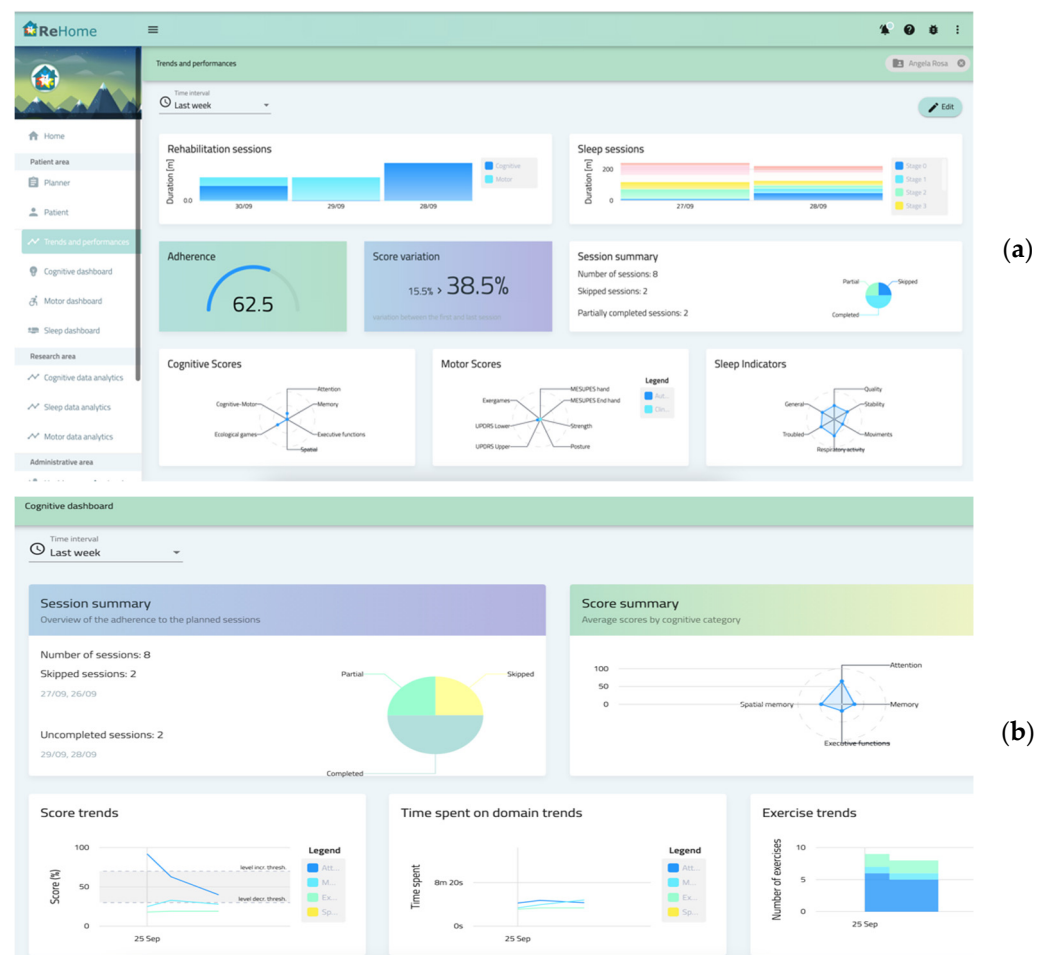 ReHome
Trends and performances
Angela Rosa
Time interval
Last week
Edit
Home
Patient area
Planner
Patient
Trends and performances
Cognitive dashboard
Motor dashboard
Sleep dashboard
Research area
Cognitive data analytics
Sleep data analytics
Motor data analytics
Administrative area
Rehabilitation sessions
Duration [m]
0.0
30/09
29/09
28/09
Cognitive
Motor
Sleep sessions
Duration [m]
200
0
27/09
28/09
Stage 0
Stage 1
Stage 2
Stage 3
Adherence
62.5
Score variation
15.5% > 38.5%
variation between the first and last session
Session summary
Number of sessions: 8
Skipped sessions: 2
Partially completed sessions: 2
Partial
Skipped
Completed
Cognitive Scores
Attention
Cognitive-Motor
Memory
Ecological games
Executive functions
Spatial
Motor Scores
MESUPES hand
Exergames
MESUPES End hand
UPDRS Lower
Strength
UPDRS Upper
Posture
Legend
Aut...
Clin...
Sleep Indicators
Quality
General
Stability
Troubled
Movments
Respiratory activity
(a)
Cognitive dashboard
Time interval
Last week
Session summary
Overview of the adherence to the planned sessions
Number of sessions: 8
Skipped sessions: 2
27/09, 26/09
Uncompleted sessions: 2
29/09, 28/09
Partial
Skipped
Completed
Score summary
Average scores by cognitive category
100
50
0
Attention
Spatial memory
Memory
Executive functions
(b)
Score trends
Score (%)
100
50
0
level incr. thresh.
level decr. thresh.
25 Sep
Legend
Att...
M...
Ex...
Sp...
Time spent on domain trends
Time spent
8m 20s
0s
25 Sep
Legend
Att...
M...
Ex...
Sp...
Exercise trends
Number of exercises
10
5
0
25 Sep